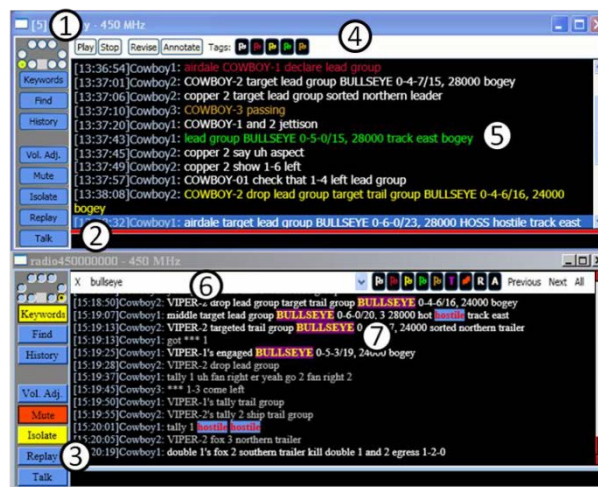 [5] y - 450 MHz
1
4
Play Stop Revise Annotate Tags:
Keywords
Find
History
Vol. Adj.
Mute
Isolate
Replay
Talk
[13:36:54]Cowboy1: airdale COWBOY-1 declare lead group
[13:37:01]Cowboy2: COWBOY-2 target lead group BULLSEYE 0-4-7/15, 28000 bogey
[13:37:06]Cowboy2: copper 2 target lead group sorted northern leader
[13:37:10]Cowboy3: COWBOY-3 passing
[13:37:20]Cowboy1: COWBOY-1 and 2 jettison
[13:37:43]Cowboy1: lead group BULLSEYE 0-5-0/15, 28000 track east bogey
5
[13:37:45]Cowboy2: copper 2 say uh aspect
[13:37:49]Cowboy2: copper 2 show 1-6 left
[13:37:57]Cowboy1: COWBOY-01 check that 1-4 left lead group
[13:38:08]Cowboy2: COWBOY-2 drop lead group target trail group BULLSEYE 0-4-6/16, 24000
bogey
:32]Cowboy1: airdale target lead group BULLSEYE 0-6-0/23, 28000 HOSS hostile track east
2
radio450000000 - 450 MHz
6
X bullseye
T R A Previous Next All
Keywords
Find
History
Vol. Adj.
Mute
Isolate
Replay
Talk
3
[15:18:50]Cowboy2: VIPER-2 drop lead group target trail group BULLSEYE 0-4-6/16, 24000 bogey
[15:19:07]Cowboy1: middle target lead group BULLSEYE 0-6-0/20, 3 28000 hot hostile track east
[15:19:13]Cowboy2: VIPER-2 targeted trail group BULLSEYE 0 7, 24000 sorted northern trailer
7
[15:19:13]Cowboy1: got *** 1
[15:19:25]Cowboy1: VIPER-1's engaged BULLSEYE 0-5-3/19, 24000 bogey
[15:19:28]Cowboy2: VIPER-2 drop lead group
[15:19:37]Cowboy2: tally 1 uh fan right er yeah go 2 fan right 2
[15:19:45]Cowboy3: *** 1-3 come left
[15:19:51]Cowboy1: VIPER-1's tally trail group
[15:19:55]Cowboy2: VIPER-2's tally 2 ship trail group
[15:20:01]Cowboy1: tally 1 hostile hostile
[15:20:05]Cowboy2: VIPER-2 fox 3 northern trailer
:20:19]Cowboy1: double 1's fox 2 southern trailer kill double 1 and 2 egress 1-2-0